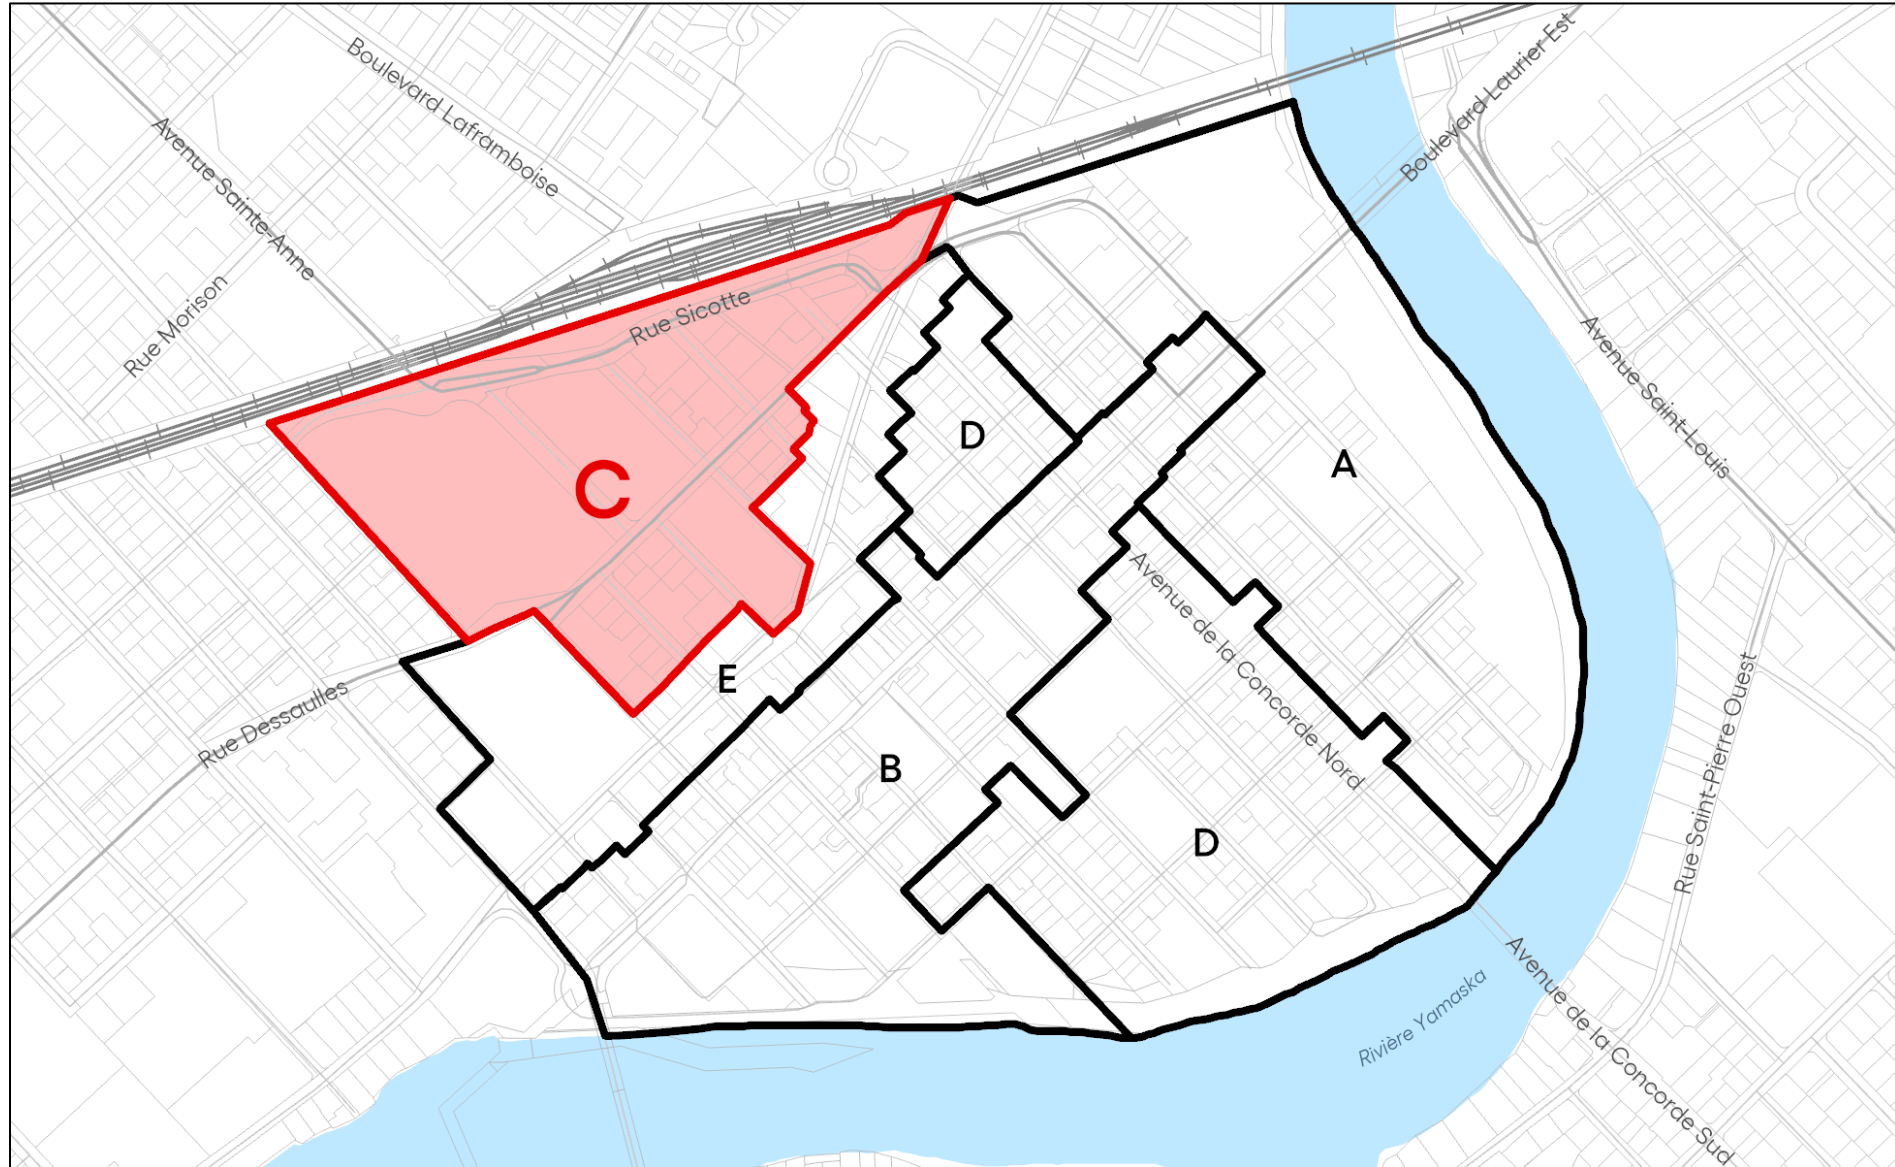 Boulevard Laurier Est
Boulevard Laframboise
Avenue Sainte-Anne
Rue Morison
Rue Sicotte
Avenue Saint-Louis
D
A
C
Avenue de la Concorde Nord
E
Rue Dessaulles
Rue Saint-Pierre Ouest
B
D
Rivière Yamaska
Avenue de la Concorde Sud